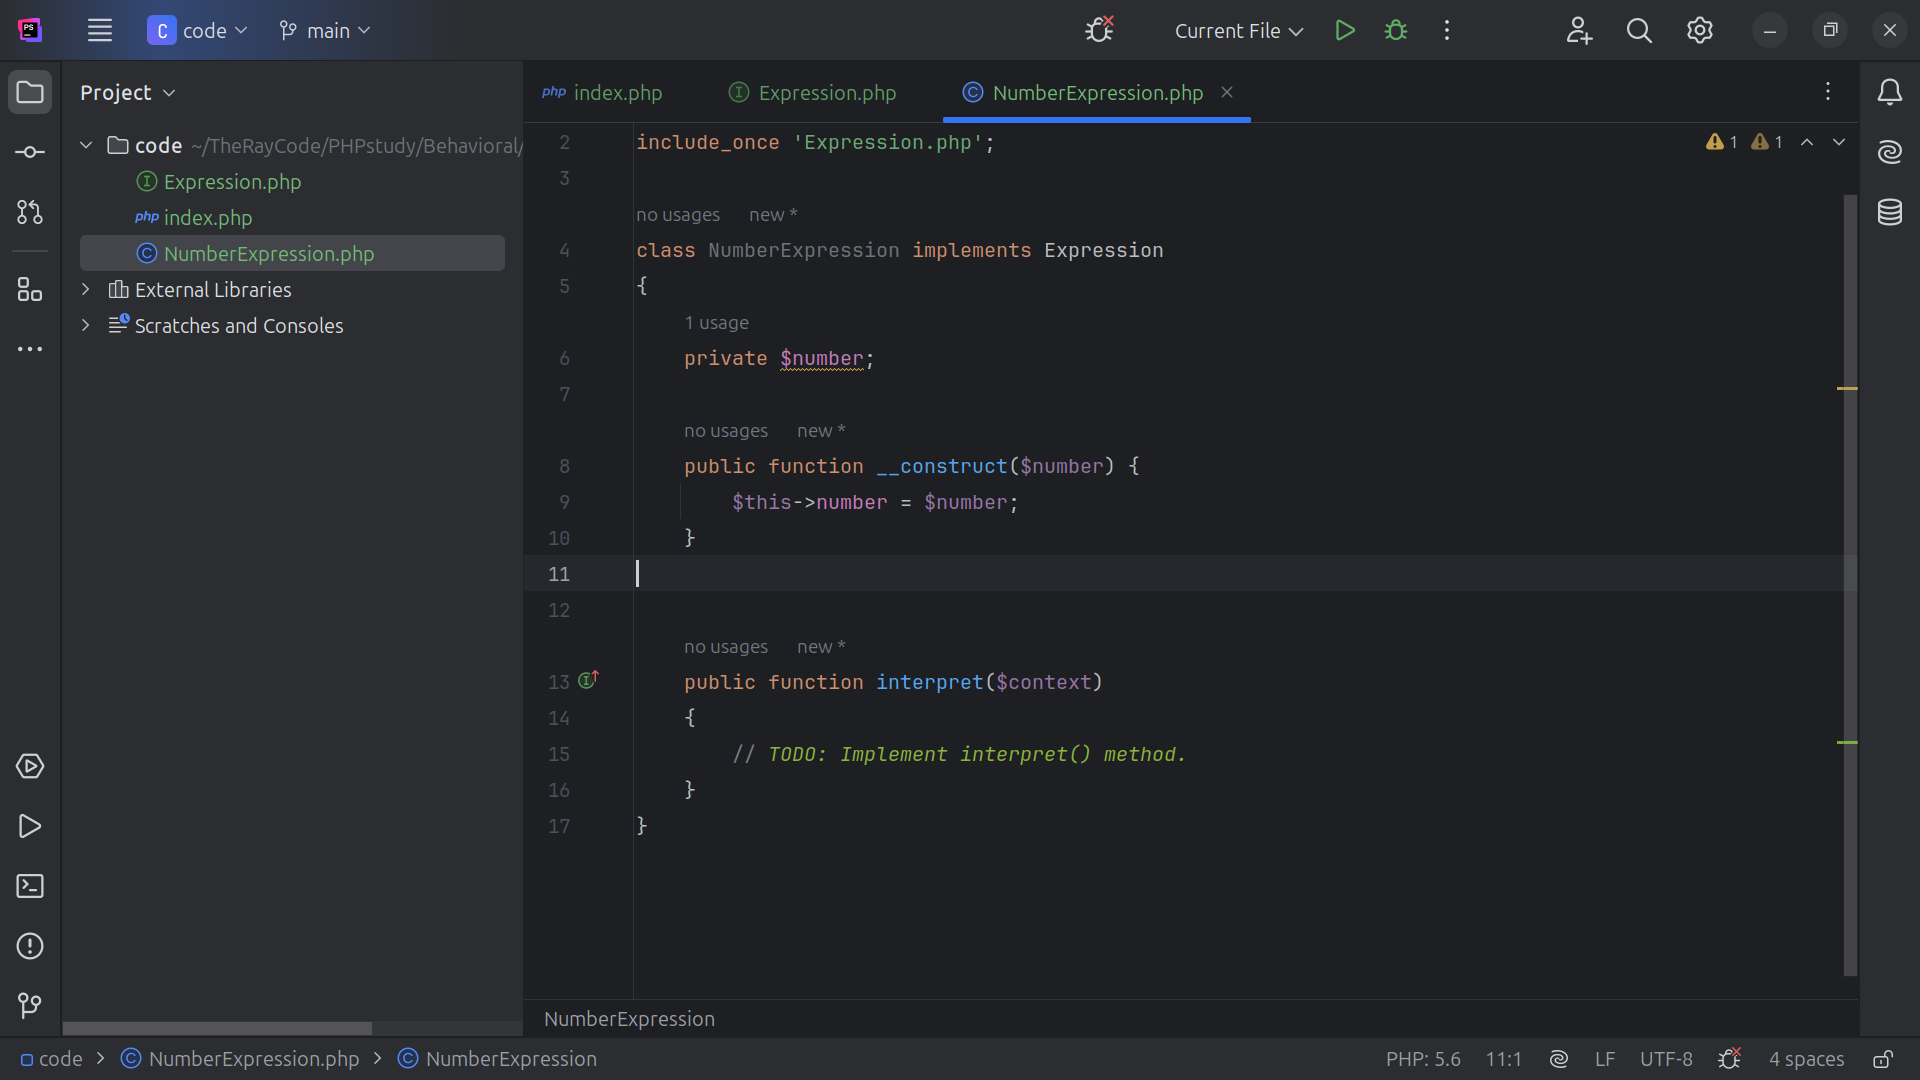 PS
C code main
Current File
Project
code ~/TheRayCode/PHPstudy/Behavioral/
Expression.php
php index.php
NumberExpression.php
External Libraries
Scratches and Consoles
php index.php Expression.php NumberExpression.php
1 1
2 include_once 'Expression.php';
3
no usages new *
4 class NumberExpression implements Expression
5 {
1 usage
6 private $number;
7
no usages new *
8 public function __construct($number) {
9 $this->number = $number;
10 }
11
12
no usages new *
13 public function interpret($context)
14 {
15 // TODO: Implement interpret() method.
16 }
17 }
NumberExpression
code > NumberExpression.php > NumberExpression
PHP: 5.6 11:1 LF UTF-8 4 spaces